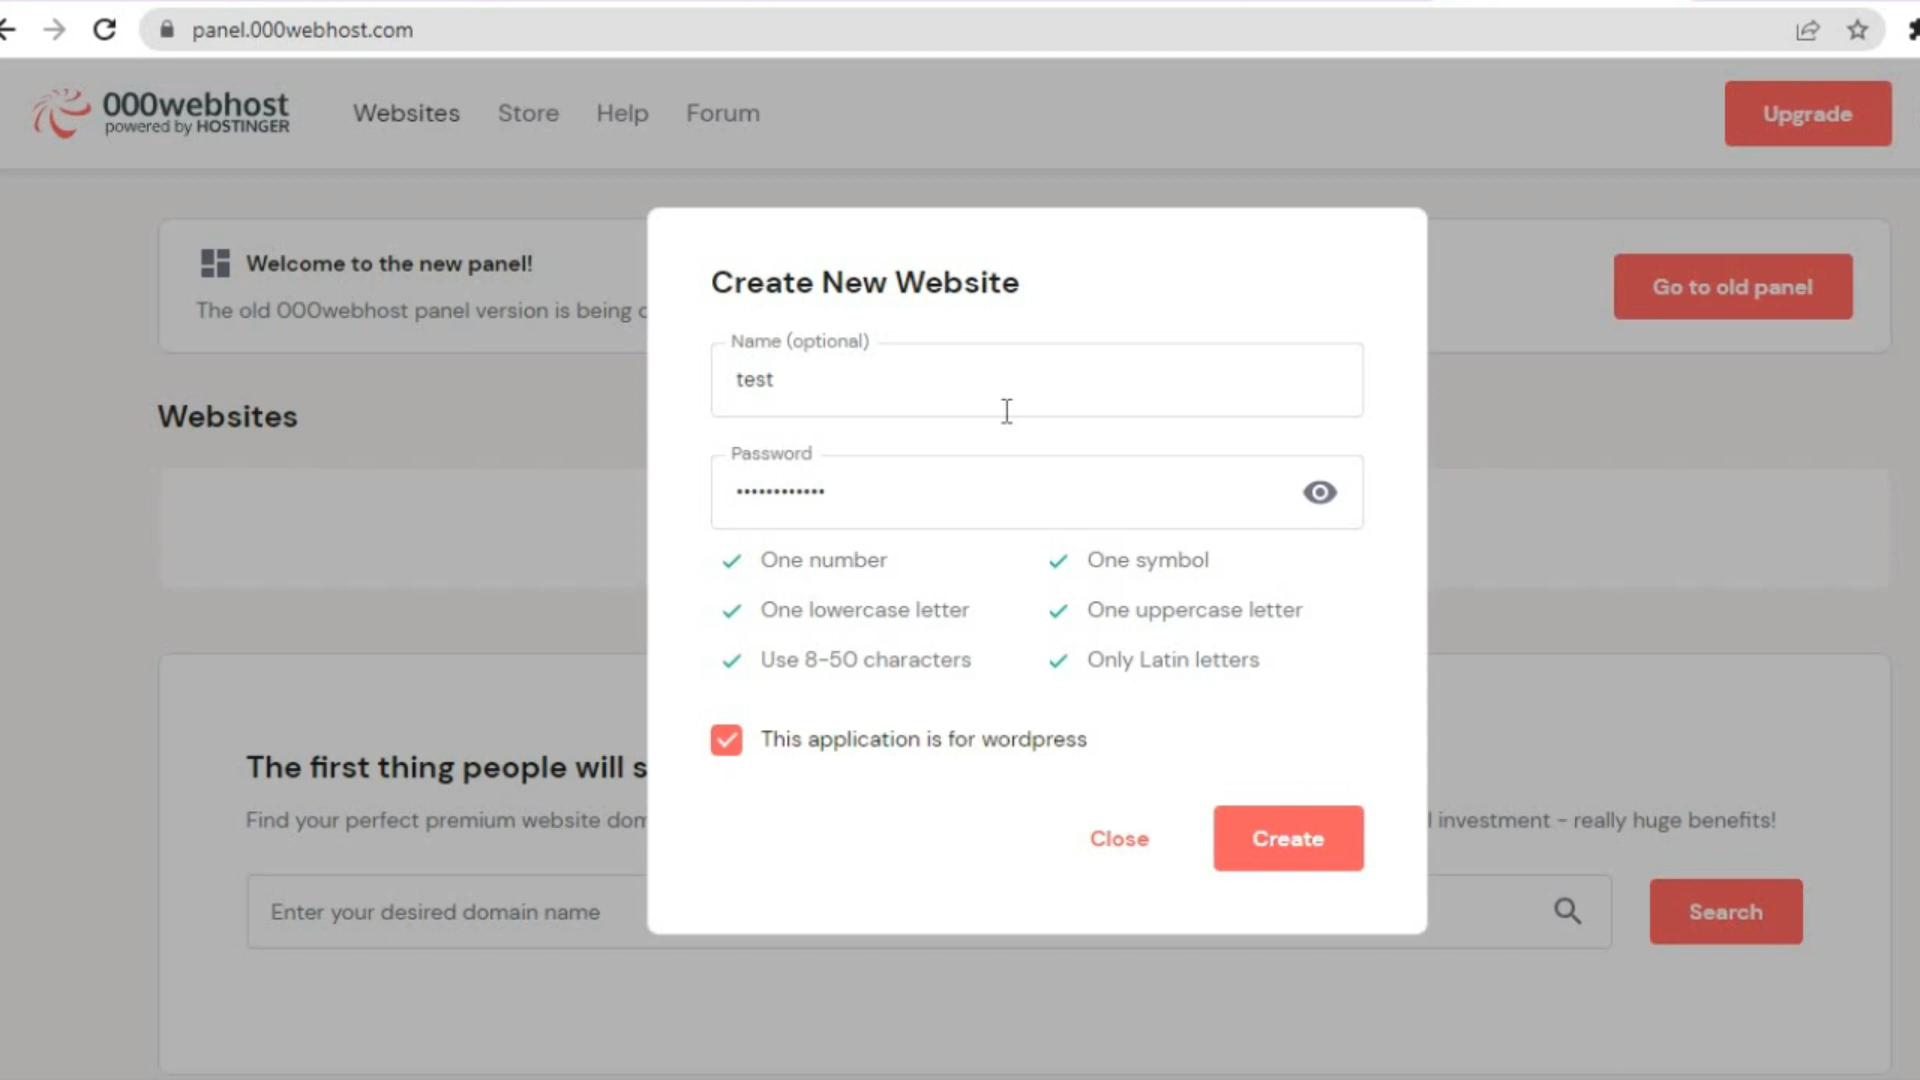 panel.000webhost.com
000webhost
powered by HOSTINGER
Websites
Store
Help
Forum
Upgrade
Welcome to the new panel!
The old 000webhost panel version is being
Go to old panel
Websites
Create New Website
Name (optional)
test
Password
••••••••••••
One number
One symbol
One lowercase letter
One uppercase letter
Use 8-50 characters
Only Latin letters
This application is for wordpress
Close
Create
The first thing people will
Find your perfect premium website
investment - really huge benefits!
Enter your desired domain name
Search